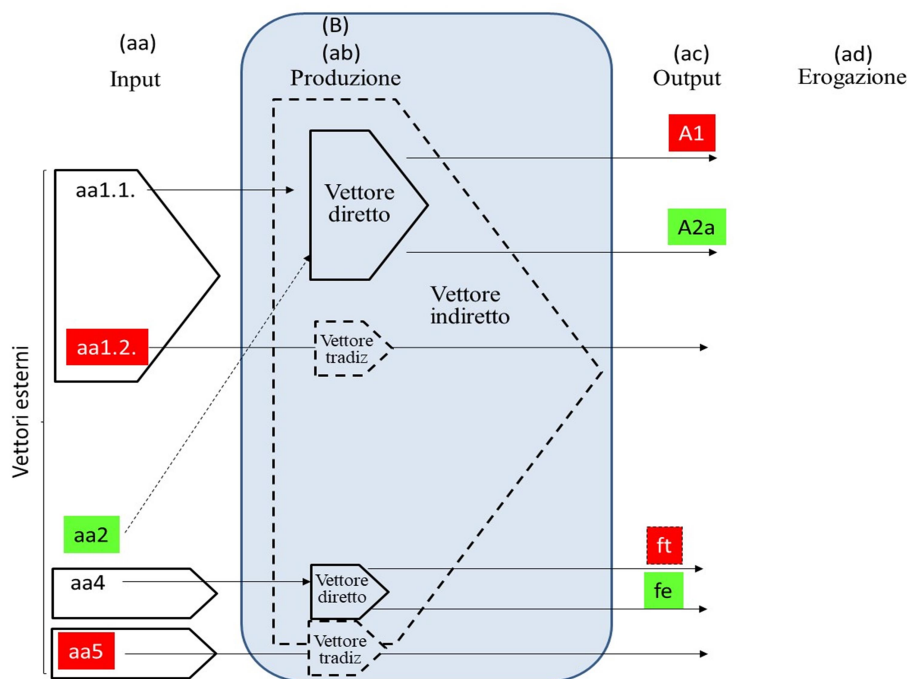 (B)
(aa)
(ab)
(ac)
(ad)
Input
Produzione
Output
Erogazione
A1
aa1.1.
Vettore
diretto
A2a
Vettore
indiretto
aa1.2.
Vettore
tradiz
Vettori esterni
aa2
ft
aa4
Vettore
diretto
fe
aa5
Vettore
tradiz